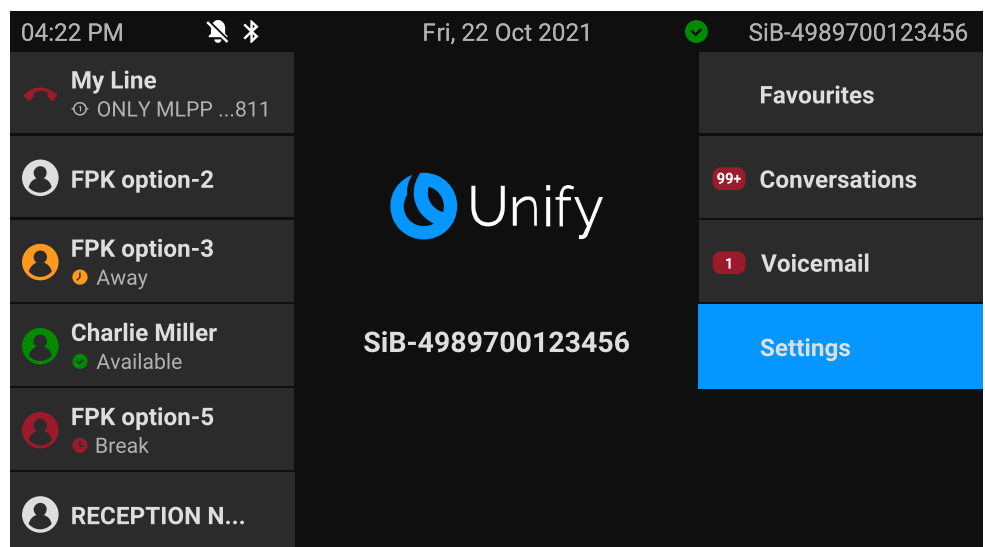 04:22 PM
Fri, 22 Oct 2021
SiB-4989700123456
My Line
ONLY MLPP ...811
FPK option-2
FPK option-3
Away
Charlie Miller
Available
FPK option-5
Break
RECEPTION N...
Unify
SiB-4989700123456
Favourites
99+ Conversations
1 Voicemail
Settings